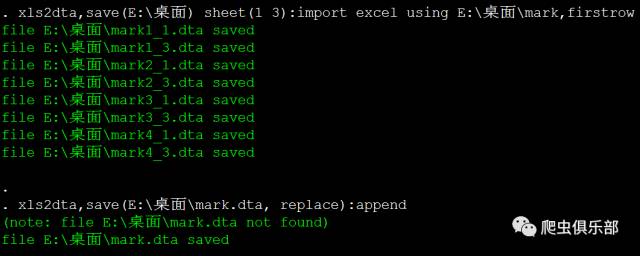 . xls2dta,save(E:\桌面) sheet(1 3):import excel using E:\mark,firstrow
file E:\桌面\mark1_1.dta saved
file E:\桌面\mark1_3.dta saved
file E:\桌面\mark2_1.dta saved
file E:\桌面\mark2_3.dta saved
file E:\桌面\mark3_1.dta saved
file E:\桌面\mark3_3.dta saved
file E:\桌面\mark4_1.dta saved
file E:\桌面\mark4_3.dta saved
.
. xls2dta,save(E:\桌面\mark.dta, replace):append
(note: file E:\桌面\mark.dta not found)
file E:\桌面\mark.dta saved
爬虫俱乐部